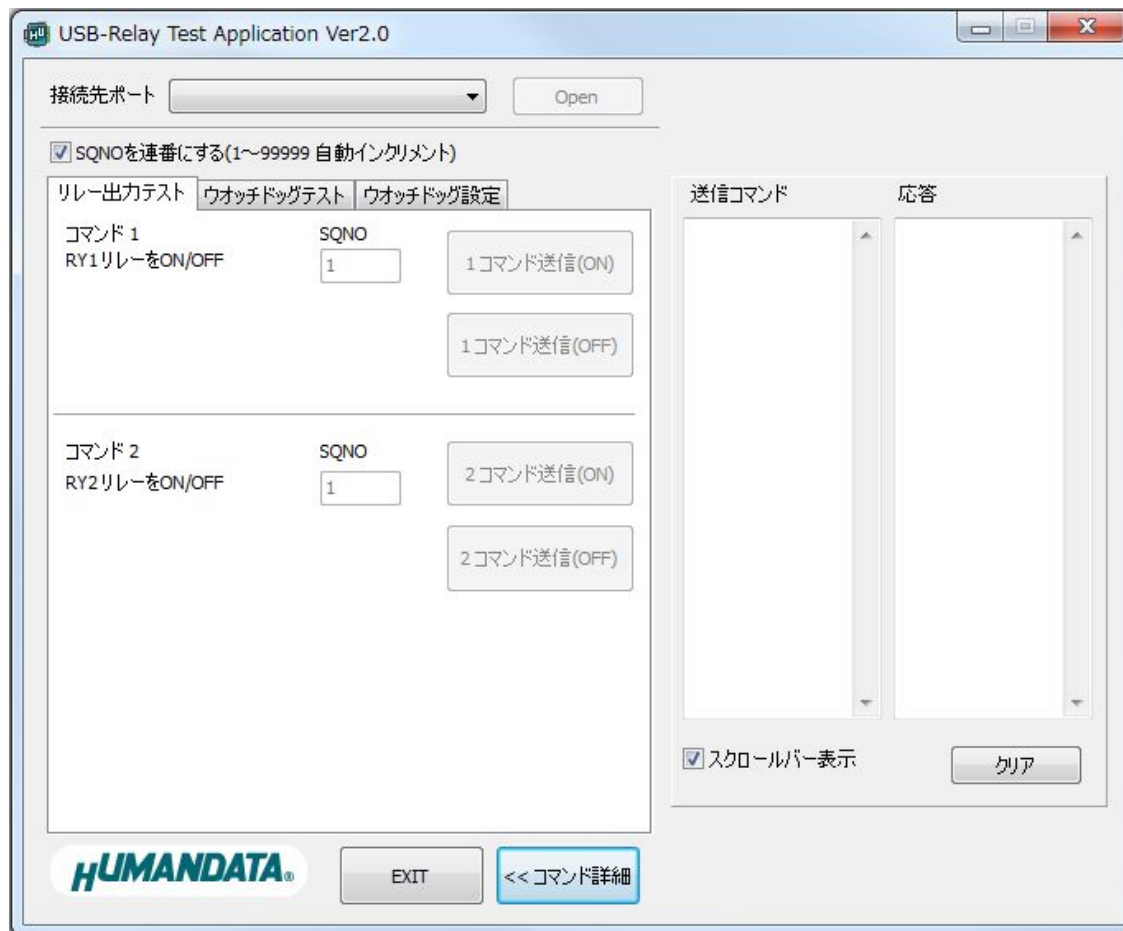 USB-Relay Test Application Ver2.0
接続先ポート
Open
SQNOを連番にする(1～99999 自動インクリメント)
リレー出力テスト ウオッチドッグテスト ウオッチドッグ設定
コマンド 1 SQNO
RY1リレーをON/OFF 1
1コマンド送信(ON)
1コマンド送信(OFF)
コマンド 2 SQNO
RY2リレーをON/OFF 1
2コマンド送信(ON)
2コマンド送信(OFF)
送信コマンド 応答
スクロールバー表示 クリア
HUMANDATA® EXIT <<コマンド詳細